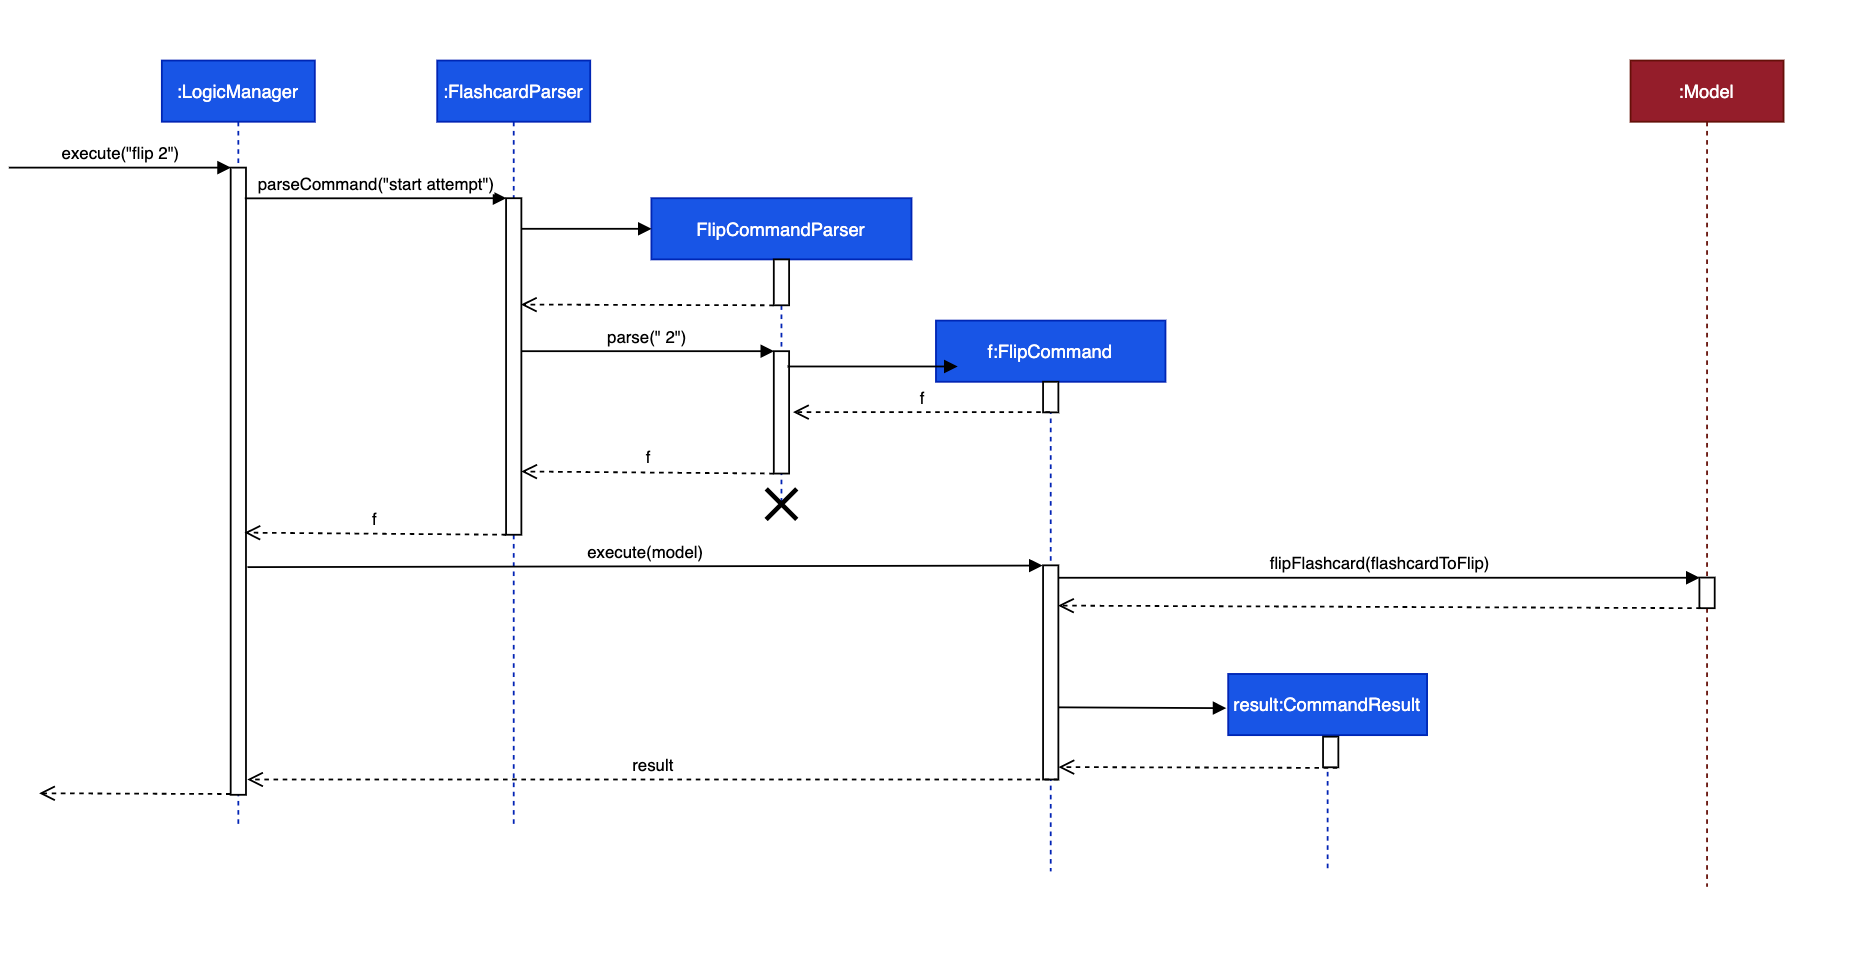 :LogicManager
:FlashcardParser
:Model
execute("flip 2")
parseCommand("start attempt")
FlipCommandParser
parse(" 2")
f:FlipCommand
f
f
f
execute(model)
flipFlashcard(flashcardToFlip)
result:CommandResult
result